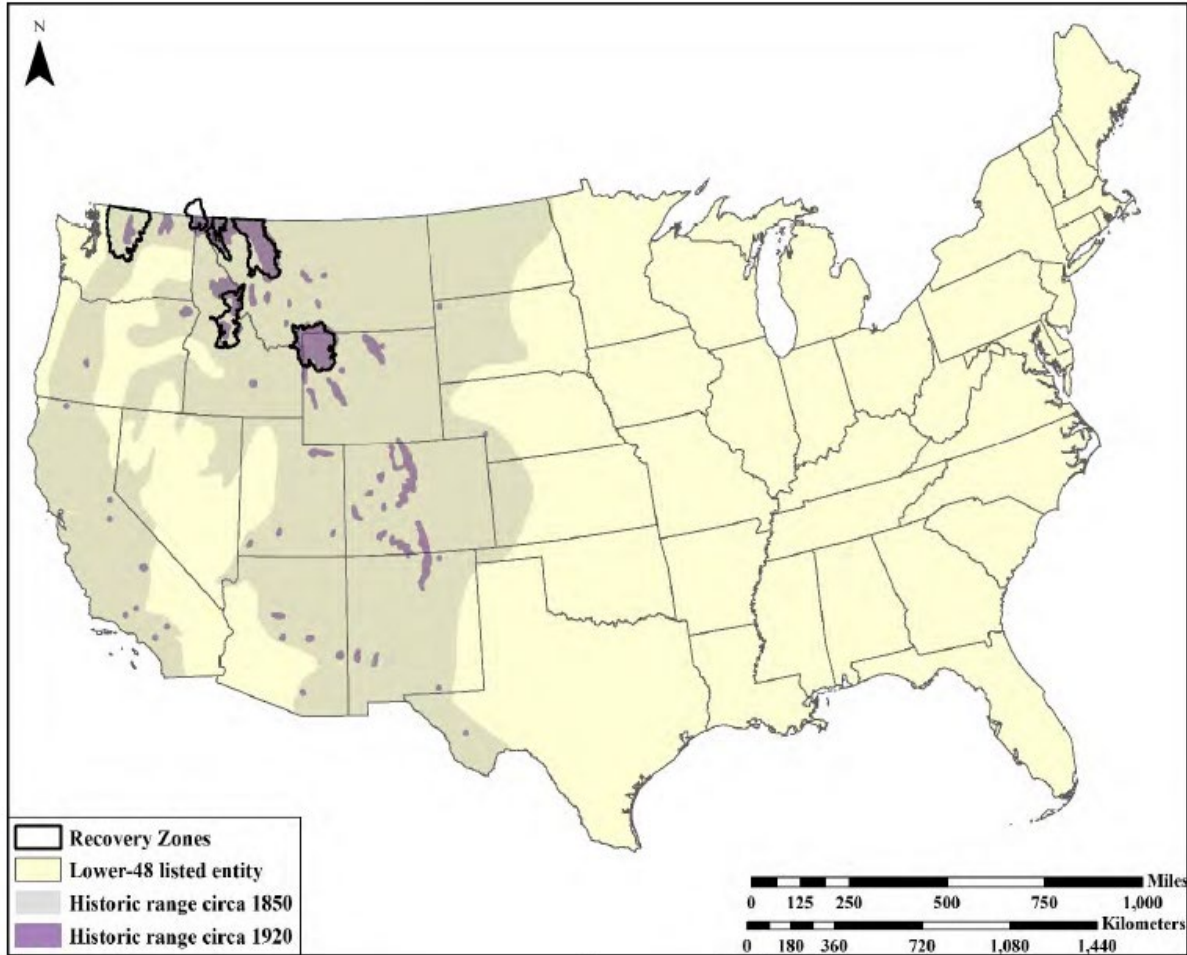 N
Recovery Zones
Lower-48 listed entity
Historic range circa 1850
Historic range circa 1920
Miles
0 125 250 500 750 1,000
Kilometers
0 180 360 720 1,080 1,440